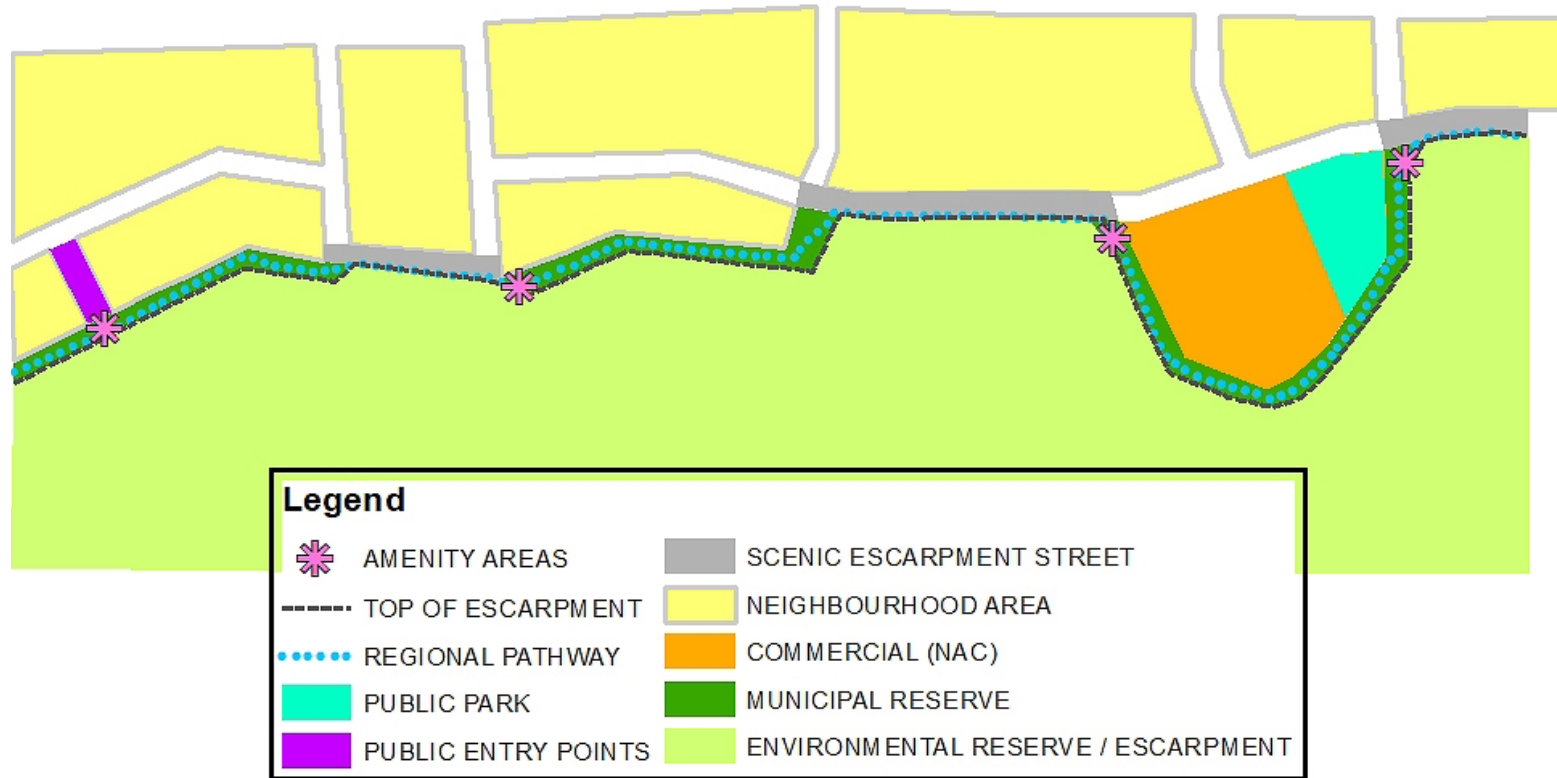 Legend
AMENITY AREAS
TOP OF ESCARPMENT
REGIONAL PATHWAY
PUBLIC PARK
PUBLIC ENTRY POINTS
SCENIC ESCARPMENT STREET
NEIGHBOURHOOD AREA
COMMERCIAL (NAC)
MUNICIPAL RESERVE
ENVIRONMENTAL RESERVE / ESCARPMENT